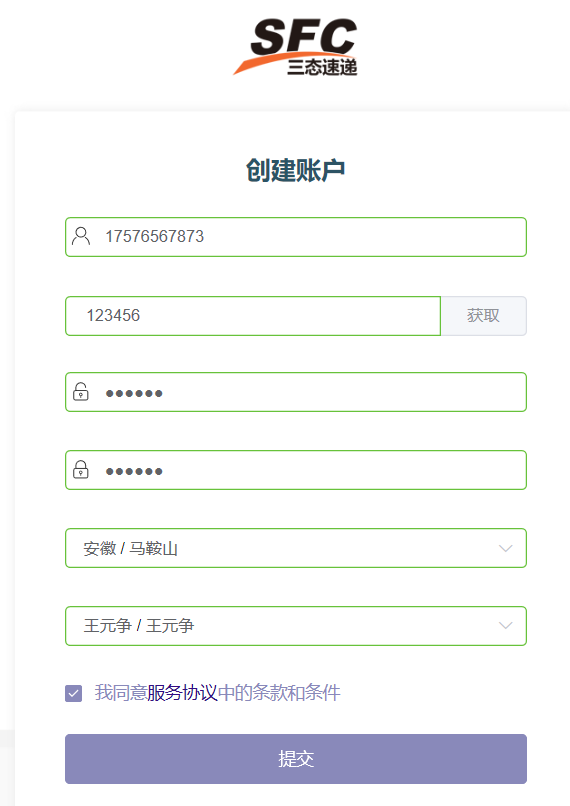 SFC
三态速递
创建账户
17576567873
123456 获取
●●●●●●
●●●●●●
安徽 / 马鞍山
王元争 / 王元争
我同意服务协议中的条款和条件
提交